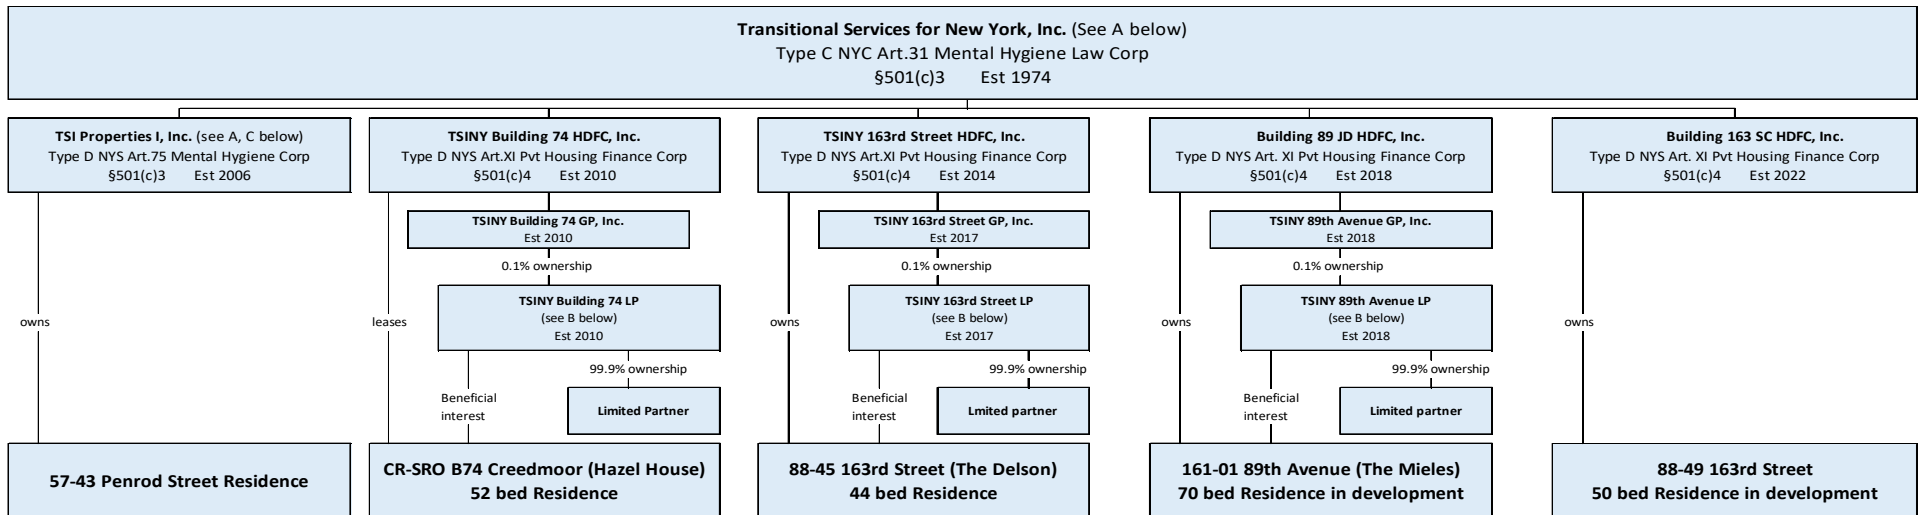 Transitional Services for New York, Inc. (See A below)
Type C NYC Art.31 Mental Hygiene Law Corp
§501(c)3 Est 1974
TSI Properties I, Inc. (see A, C below)
Type D NYS Art.75 Mental Hygiene Corp
§501(c)3 Est 2006
TSINY Building 74 HDFC, Inc.
Type D NYS Art.XI Pvt Housing Finance Corp
§501(c)4 Est 2010
TSINY 163rd Street HDFC, Inc.
Type D NYS Art.XI Pvt Housing Finance Corp
§501(c)4 Est 2014
Building 89 JD HDFC, Inc.
Type D NYS Art. XI Pvt Housing Finance Corp
§501(c)4 Est 2018
Building 163 SC HDFC, Inc.
Type D NYS Art. XI Pvt Housing Finance Corp
§501(c)4 Est 2022
TSINY Building 74 GP, Inc.
Est 2010
TSINY 163rd Street GP, Inc.
Est 2017
TSINY 89th Avenue GP, Inc.
Est 2018
0.1% ownership
0.1% ownership
0.1% ownership
TSINY Building 74 LP
(see B below)
Est 2010
TSINY 163rd Street LP
(see B below)
Est 2017
TSINY 89th Avenue LP
(see B below)
Est 2018
owns
leases
owns
owns
owns
99.9% ownership
99.9% ownership
99.9% ownership
Beneficial
interest
Limited Partner
Beneficial
interest
Lmited partner
Beneficial
interest
Limited partner
57-43 Penrod Street Residence
CR-SRO B74 Creedmoor (Hazel House)
52 bed Residence
88-45 163rd Street (The Delson)
44 bed Residence
161-01 89th Avenue (The Mieles)
70 bed Residence in development
88-49 163rd Street
50 bed Residence in development